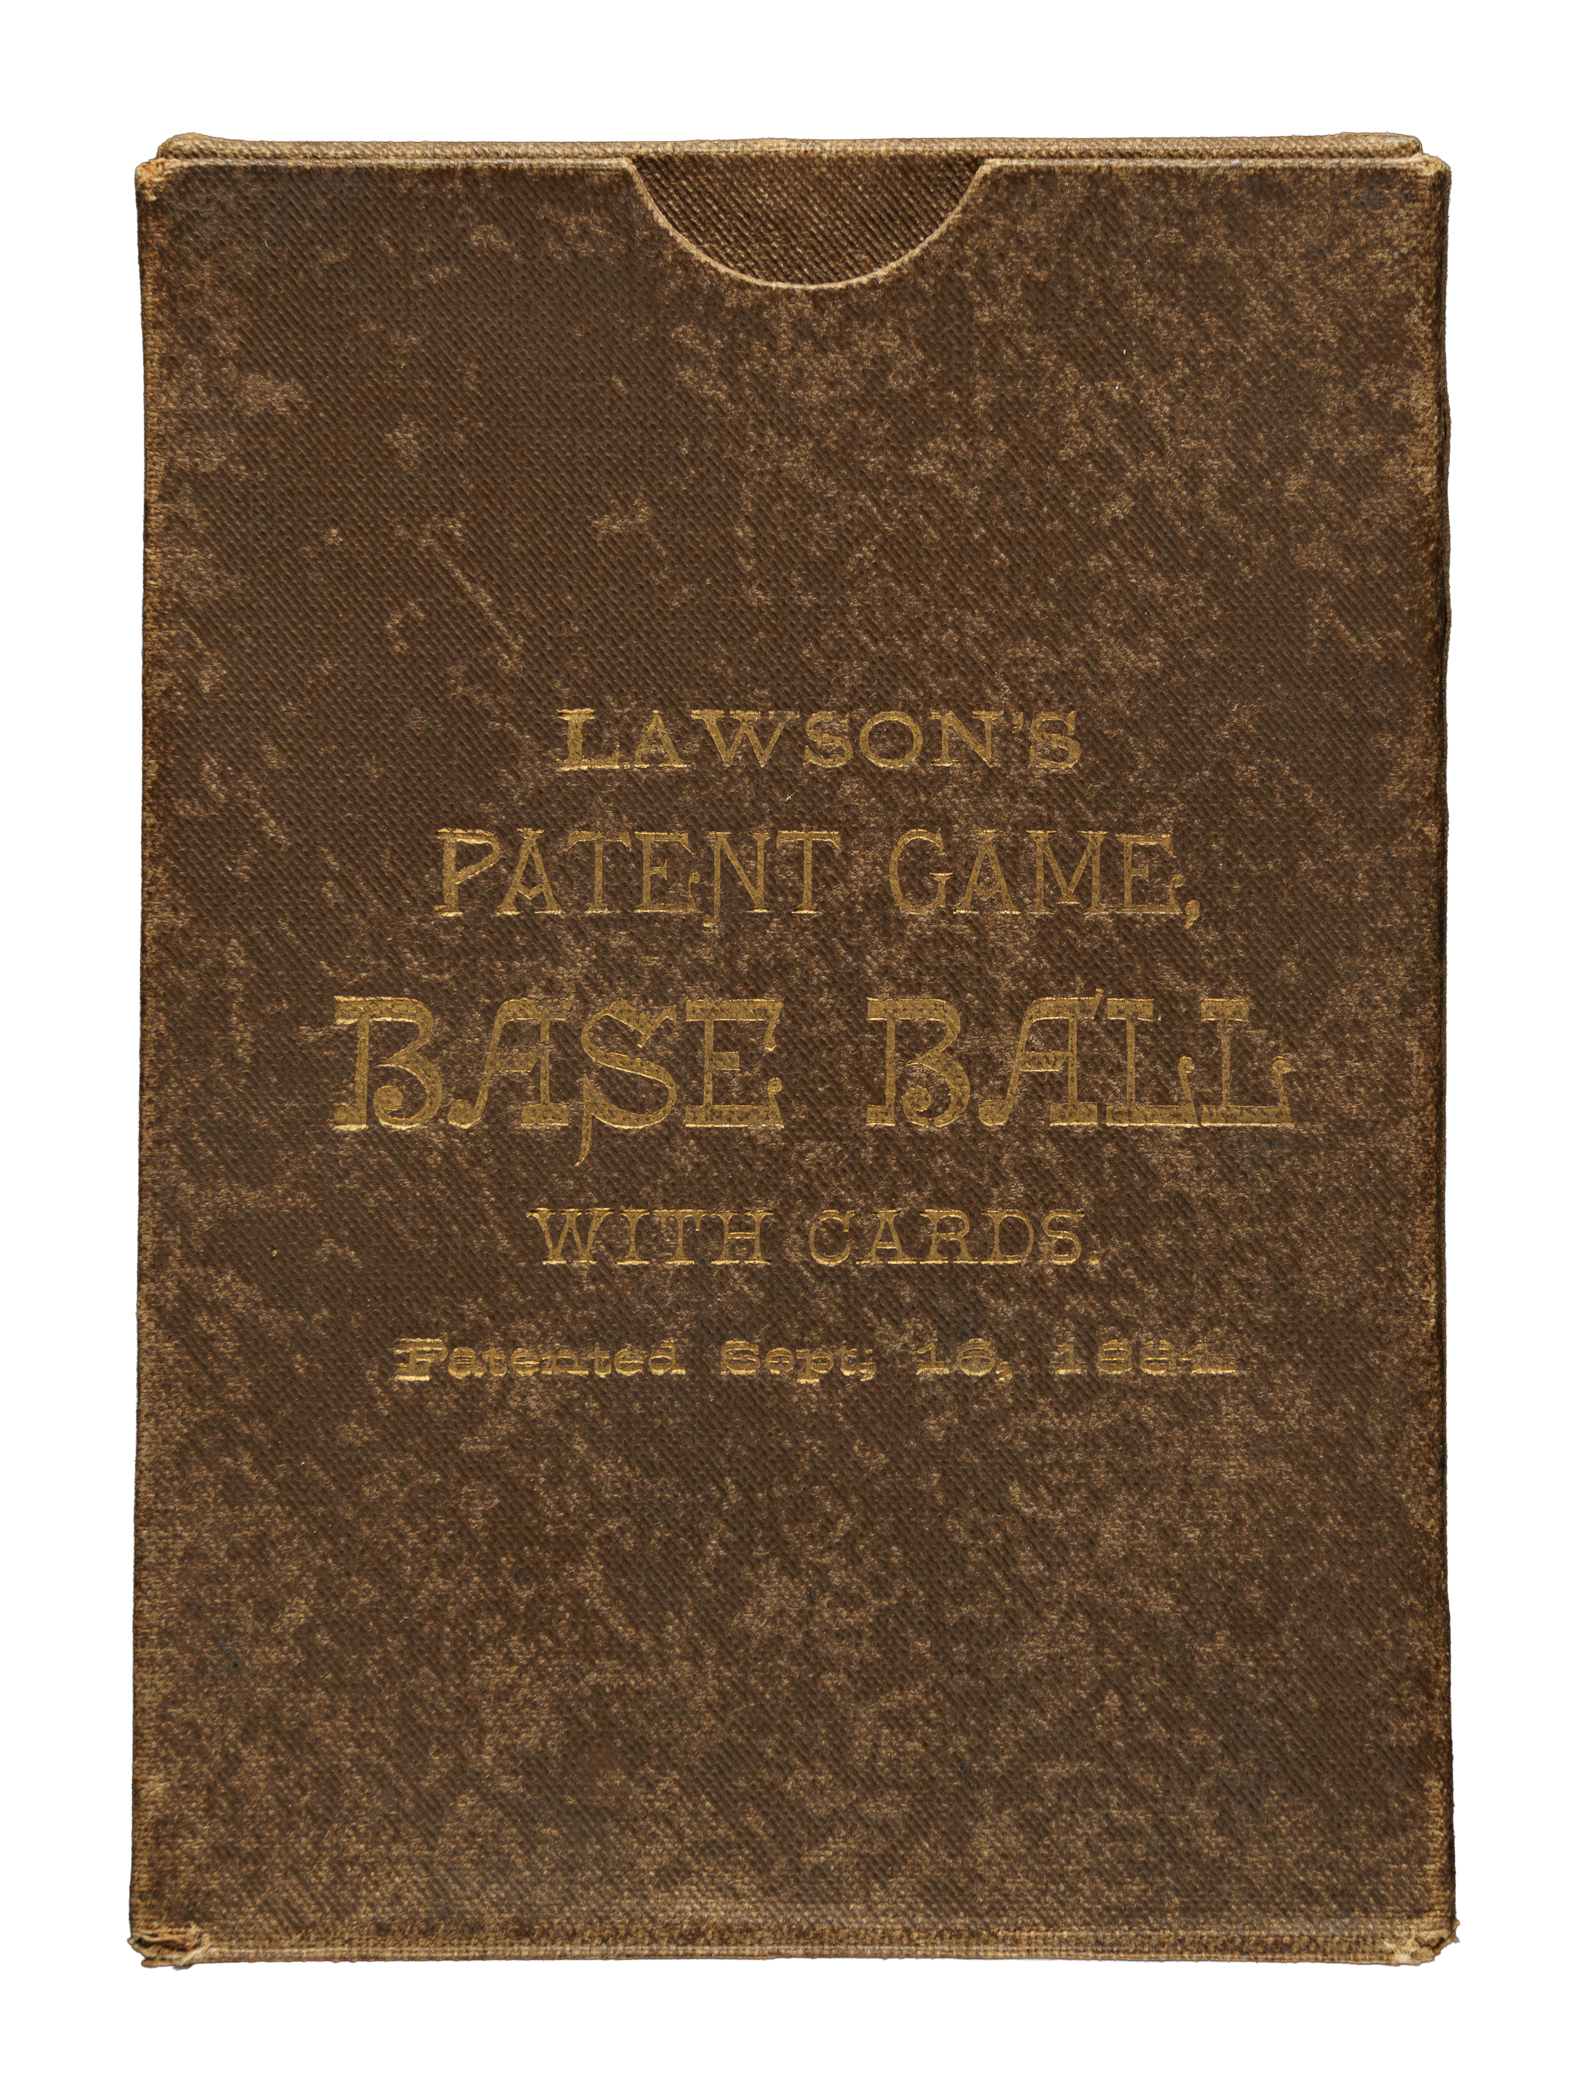 LAWSON'S
PATENT GAME,
BASE BALL
WITH CARDS.
Patented Sept; 16, 1884